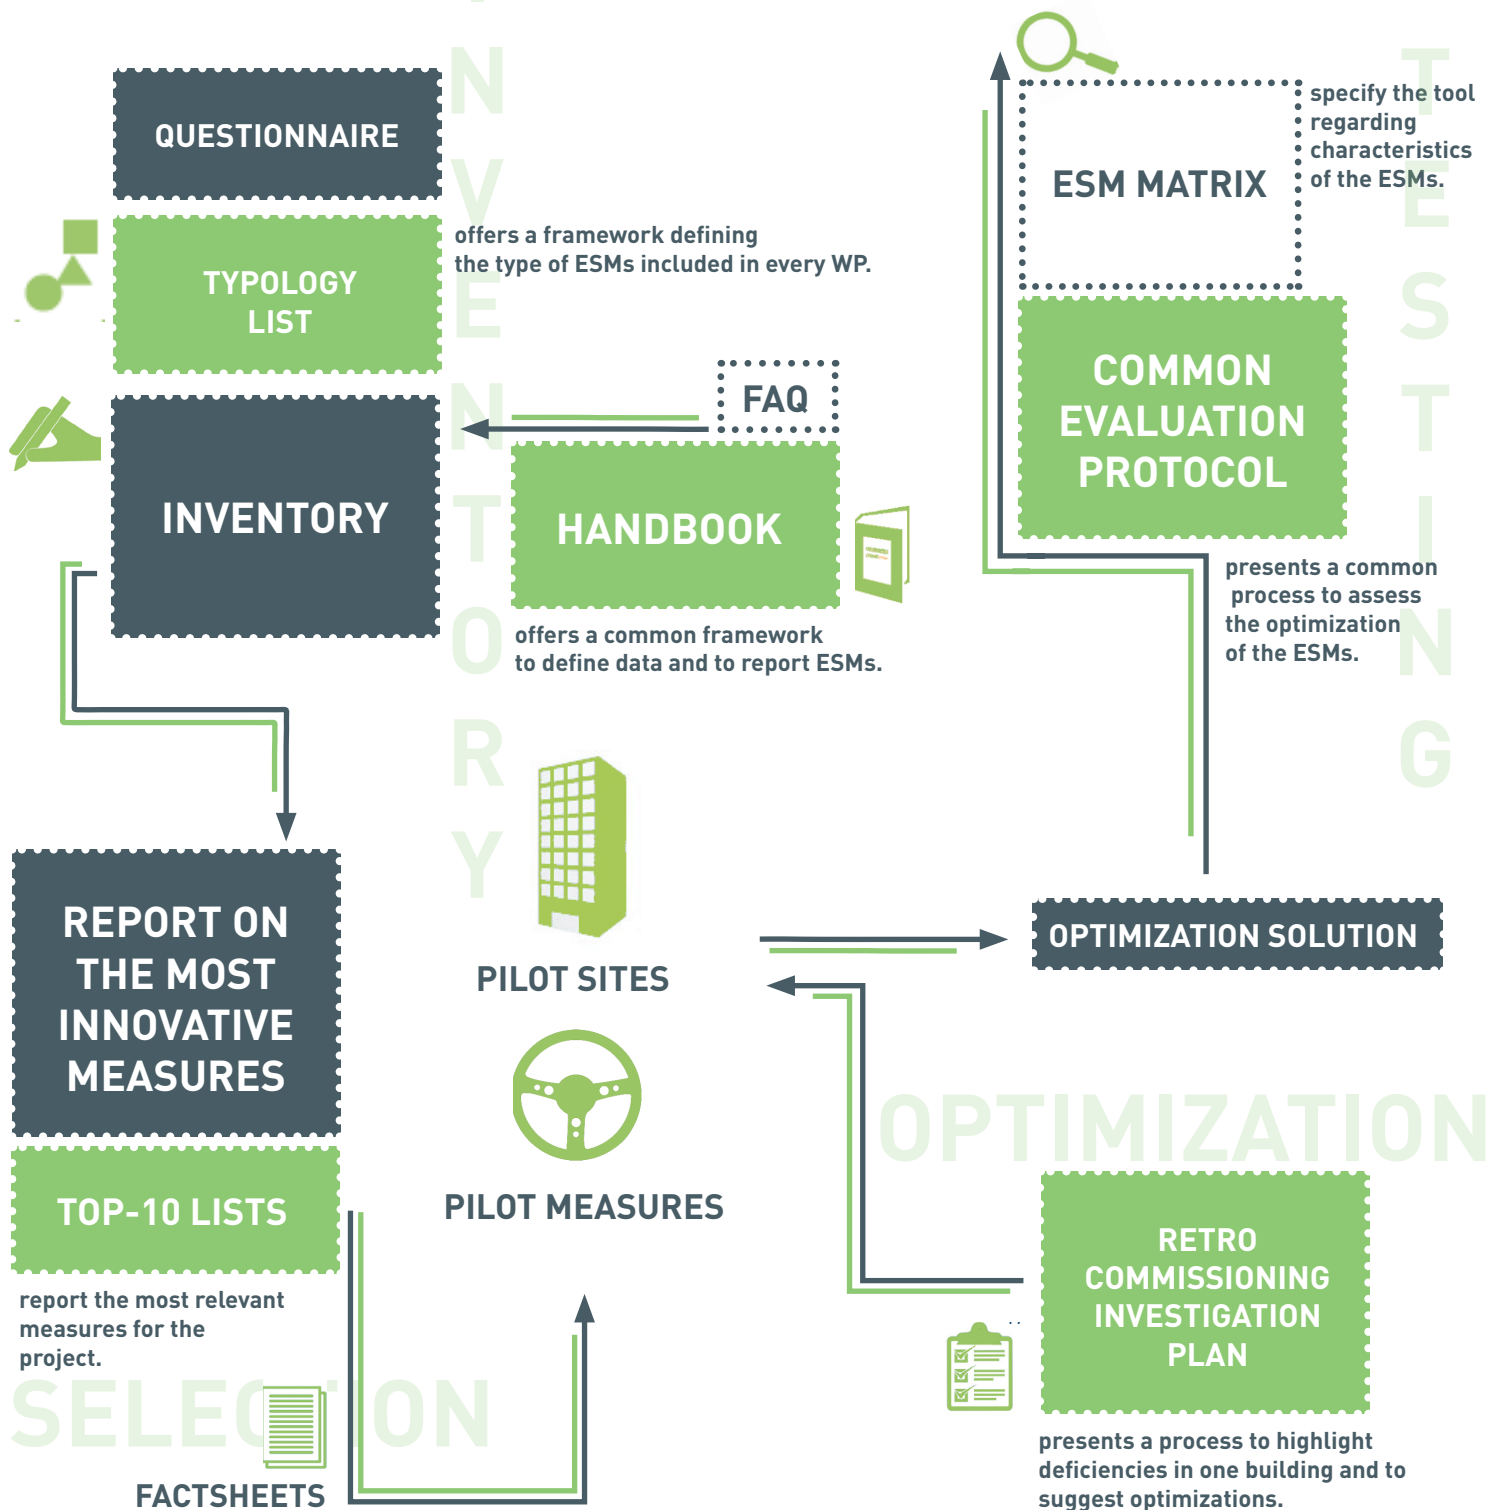 INVENTORY
QUESTIONNAIRE
TYPOLOGY
LIST
offers a framework defining
the type of ESMs included in every WP.
FAQ
INVENTORY
HANDBOOK
offers a common framework
to define data and to report ESMs.
REPORT ON
THE MOST
INNOVATIVE
MEASURES
TOP-10 LISTS
report the most relevant
measures for the
project.
SELECTION
FACTSHEETS
PILOT SITES
PILOT MEASURES
TESTING
ESM MATRIX
specify the tool
regarding
characteristics
of the ESMs.
COMMON
EVALUATION
PROTOCOL
presents a common
process to assess
the optimization
of the ESMs.
OPTIMIZATION SOLUTION
OPTIMIZATION
RETRO
COMMISSIONING
INVESTIGATION
PLAN
presents a process to highlight
deficiencies in one building and to
suggest optimizations.